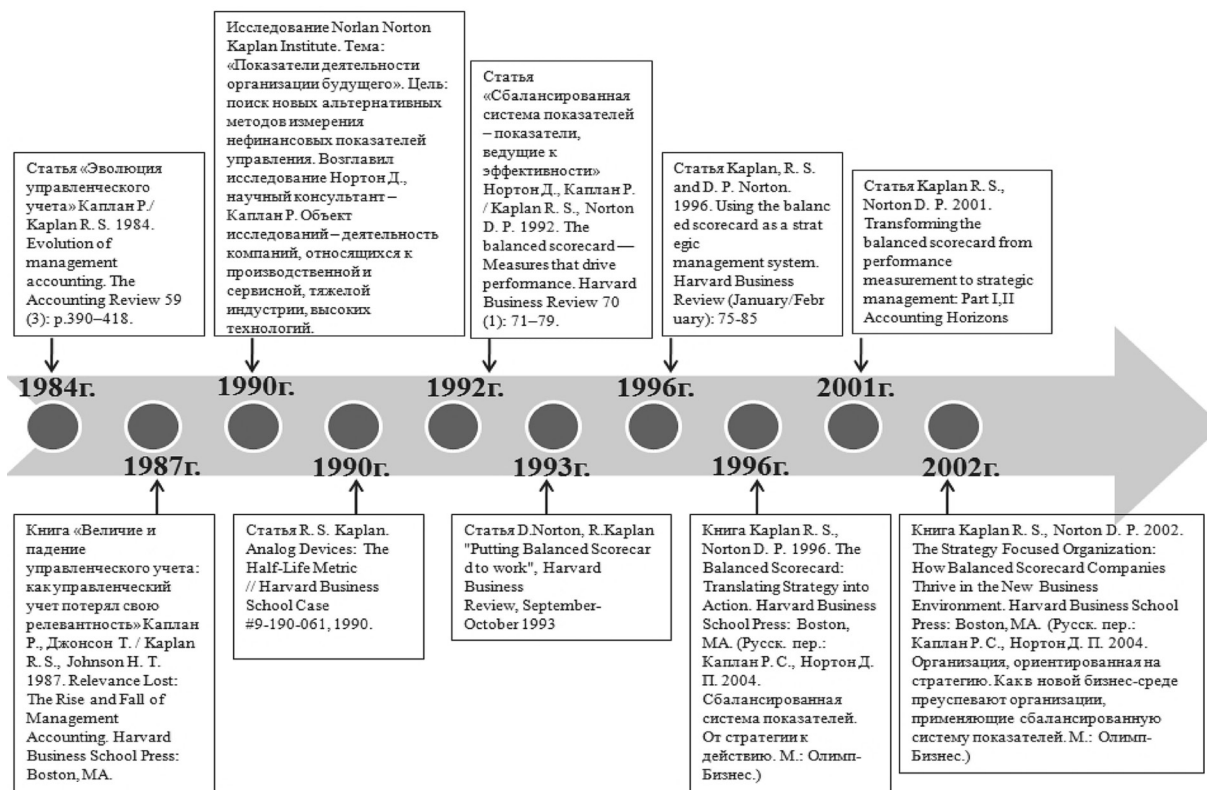 Статья «Эволюция
управленческого
учета» Каплан Р./
Kaplan R. S. 1984.
Evolution of
management
accounting. The
Accounting Review 59
(3): p.390–418.
Исследование Norlan Norton
Kaplan Institute. Тема:
«Показатели деятельности
организации будущего». Цель:
поиск новых альтернативных
методов измерения
нефинансовых показателей
управления. Возглавил
исследование Нортон Д.,
научный консультант –
Каплан Р. Объект
исследований – деятельность
компаний, относящихся к
производственной и
сервисной, тяжелой
индустрии, высоких
технологий.
Статья
«Сбалансированная
система показателей
– показатели,
ведущие к
эффективности»
Нортон Д., Каплан Р.
/ Kaplan R. S., Norton
D. P. 1992. The
balanced scorecard —
Measures that drive
performance. Harvard
Business Review 70
(1): 71–79.
Статья Kaplan, R. S.
and D. P. Norton.
1996. Using the balanc
ed scorecard as a strat
egic
management system.
Harvard Business
Review (January/Febr
uary): 75-85
Статья Kaplan R. S.,
Norton D. P. 2001.
Transforming the
balanced scorecard from
performance
measurement to strategic
management: Part I,II
Accounting Horizons
1984г.
1990г.
1992г.
1996г.
2001г.
1987г.
1990г.
1993г.
1996г.
2002г.
Книга «Величие и
падение
управленческого учета:
как управленческий
учет потерял свою
релевантность» Каплан
Р., Джонсон Т. / Kaplan
R. S., Johnson H. T.
1987. Relevance Lost:
The Rise and Fall of
Management
Accounting. Harvard
Business School Press:
Boston, MA.
Статья R. S. Kaplan.
Analog Devices: The
Half-Life Metric
// Harvard Business
School Case
#9-190-061, 1990.
Статья D.Norton, R.Kaplan
"Putting Balanced Scorecar
d to work", Harvard
Business
Review, September-
October 1993
Книга Kaplan R. S.,
Norton D. P. 1996. The
Balanced Scorecard:
Translating Strategy into
Action. Harvard Business
School Press: Boston,
MA. (Русск. пер.:
Каплан Р. С., Нортон Д.
П. 2004.
Сбалансированная
система показателей.
От стратегии к
действию. М.: Олимп-
Бизнес.)
Книга Kaplan R. S., Norton D. P. 2002.
The Strategy Focused Organization:
How Balanced Scorecard Companies
Thrive in the New Business
Environment. Harvard Business School
Press: Boston, MA. (Русск. пер.:
Каплан Р. С., Нортон Д. П. 2004.
Организация, ориентированная на
стратегию. Как в новой бизнес-среде
преуспевают организации,
применяющие сбалансированную
систему показателей. М.: Олимп-
Бизнес.)